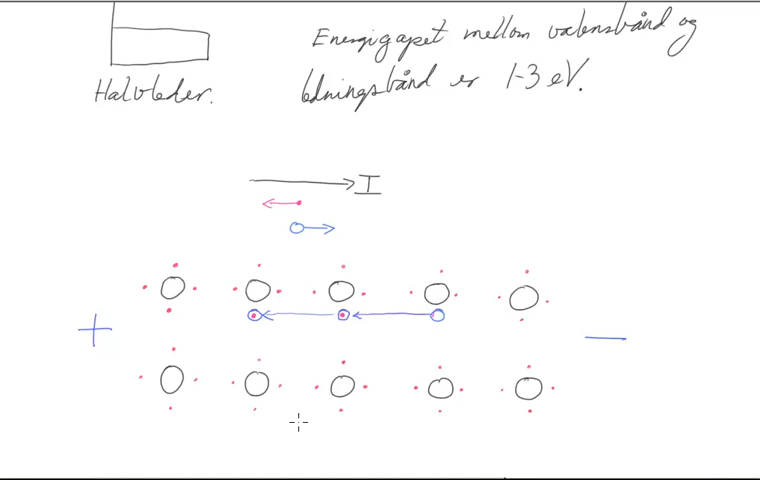 Energigapet mellom valensbånd og
ledningsbånd er 1-3 eV.
Halvleder.
I
+
−